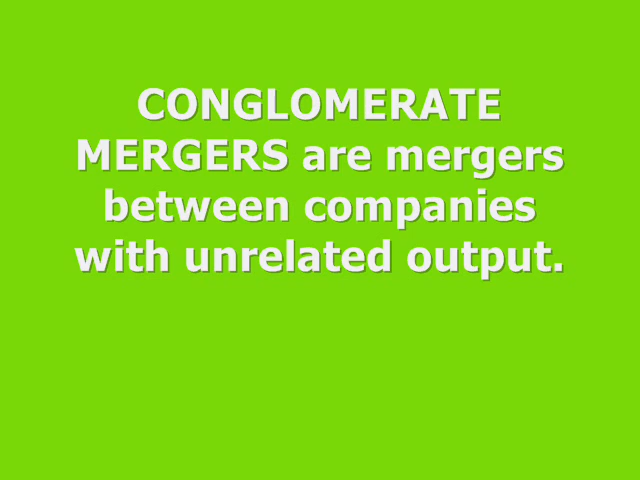 CONGLOMERATE
MERGERS are mergers
between companies
with unrelated output.